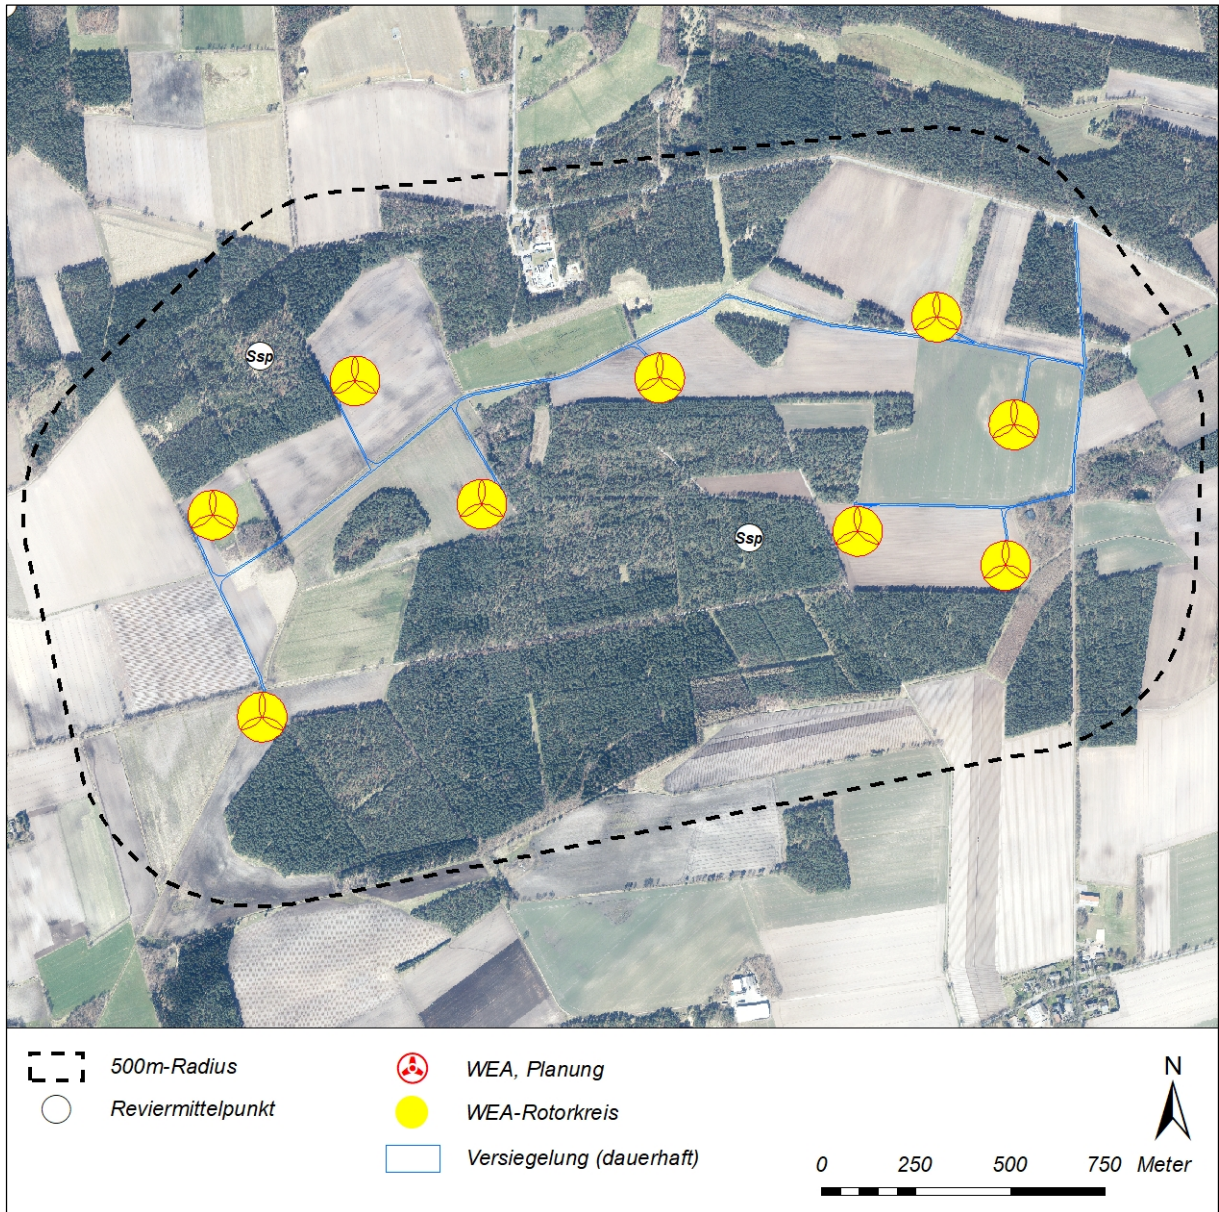 Ssp
Ssp
500m-Radius
Reviermittelpunkt
WEA, Planung
WEA-Rotorkreis
Versiegelung (dauerhaft)
N
0 250 500 750 Meter